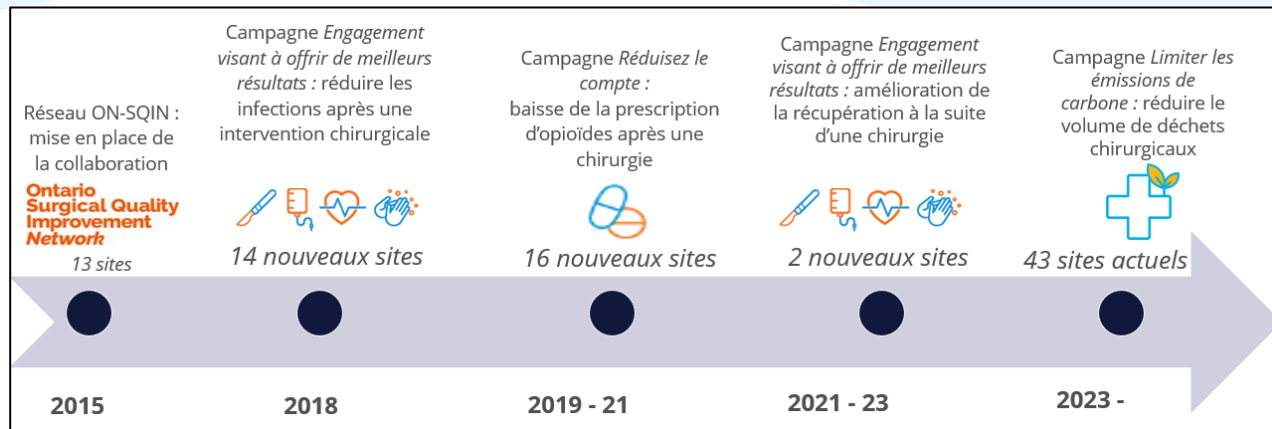 Réseau ON-SQIN :
mise en place de
la collaboration
Ontario
Surgical Quality
Improvement
Network
13 sites
Campagne Engagement
visant à offrir de meilleurs
résultats : réduire les
infections après une
intervention chirurgicale
14 nouveaux sites
Campagne Réduisez le
compte :
baisse de la prescription
d'opioïdes après une
chirurgie
16 nouveaux sites
Campagne Engagement
visant à offrir de meilleurs
résultats : amélioration de
la récupération à la suite
d'une chirurgie
2 nouveaux sites
Campagne Limiter les
émissions de
carbone : réduire le
volume de déchets
chirurgicaux
43 sites actuels
2015
2018
2019 - 21
2021 - 23
2023 -